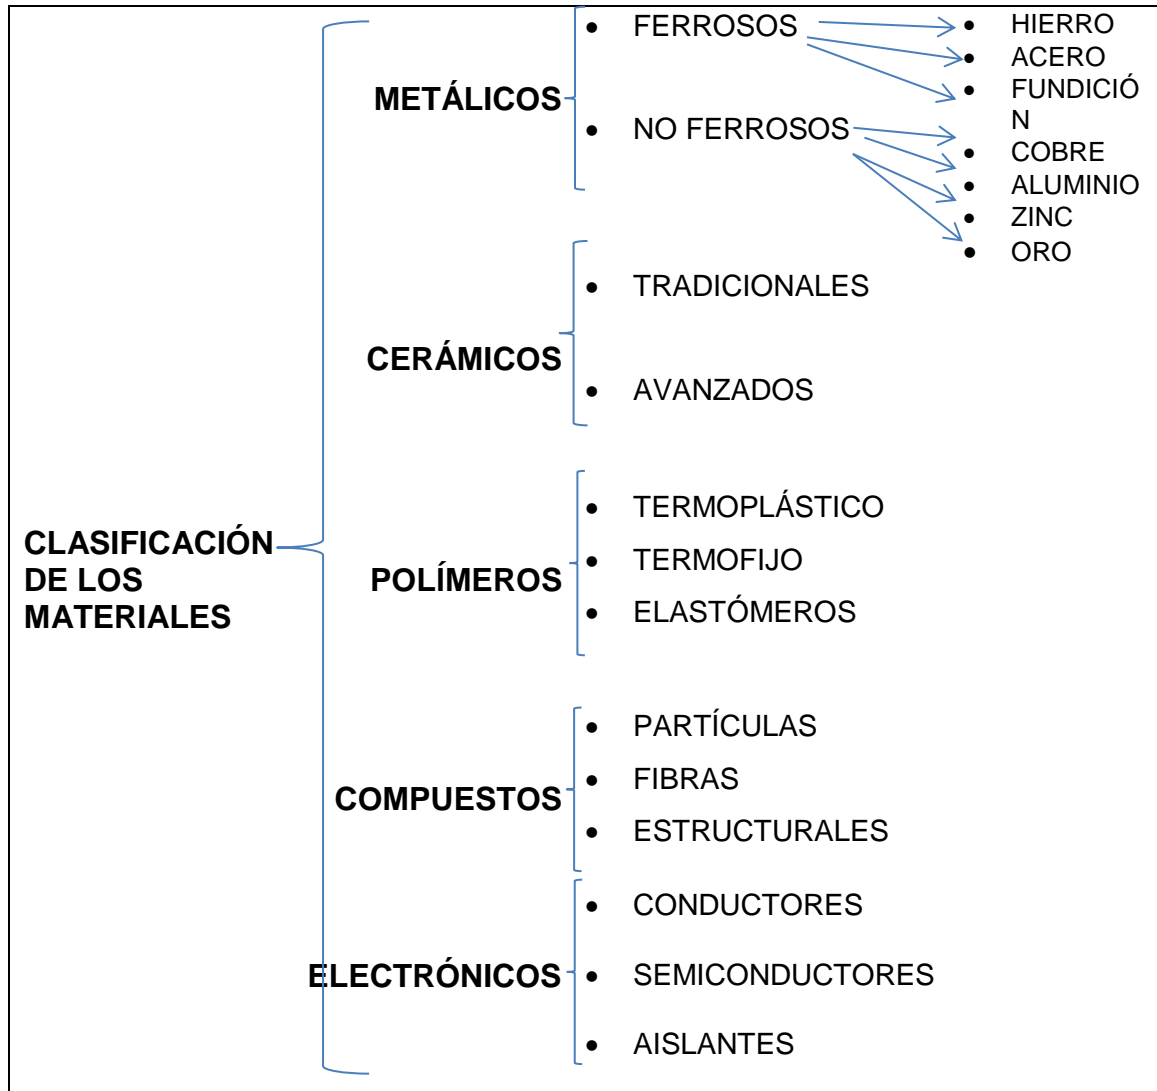 CLASIFICACIÓN
DE LOS
MATERIALES
METÁLICOS
• FERROSOS
• HIERRO
• ACERO
• FUNDICIÓ
N
• NO FERROSOS
• COBRE
• ALUMINIO
• ZINC
• ORO
CERÁMICOS
• TRADICIONALES
• AVANZADOS
POLÍMEROS
• TERMOPLÁSTICO
• TERMOFIJO
• ELASTÓMEROS
COMPUESTOS
• PARTÍCULAS
• FIBRAS
• ESTRUCTURALES
ELECTRÓNICOS
• CONDUCTORES
• SEMICONDUCTORES
• AISLANTES